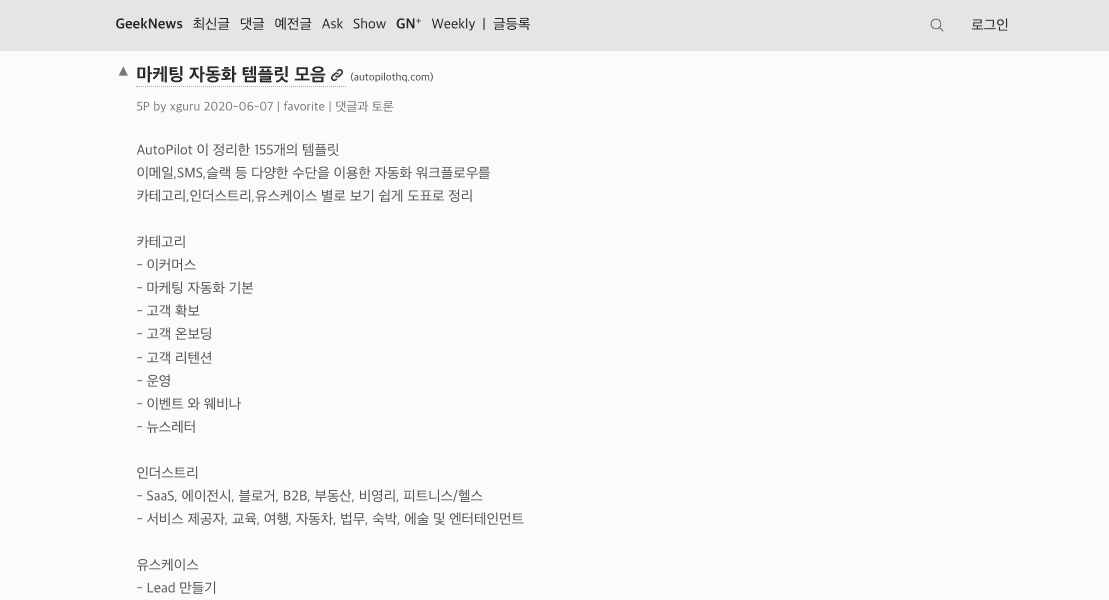 GeekNews 최신글 댓글 예전글 Ask Show GN+ Weekly | 글등록 로그인
▲ 마케팅 자동화 템플릿 모음 (autopilothq.com)
5P by xguru 2020-06-07 | favorite | 댓글과 토론
AutoPilot 이 정리한 155개의 템플릿
이메일,SMS,슬랙 등 다양한 수단을 이용한 자동화 워크플로우를
카테고리,인더스트리,유스케이스 별로 보기 쉽게 도표로 정리
카테고리
- 이커머스
- 마케팅 자동화 기본
- 고객 확보
- 고객 온보딩
- 고객 리텐션
- 운영
- 이벤트 와 웨비나
- 뉴스레터
인더스트리
- SaaS, 에이전시, 블로거, B2B, 부동산, 비영리, 피트니스/헬스
- 서비스 제공자, 교육, 여행, 자동차, 법무, 숙박, 에술 및 엔터테인먼트
유스케이스
- Lead 만들기